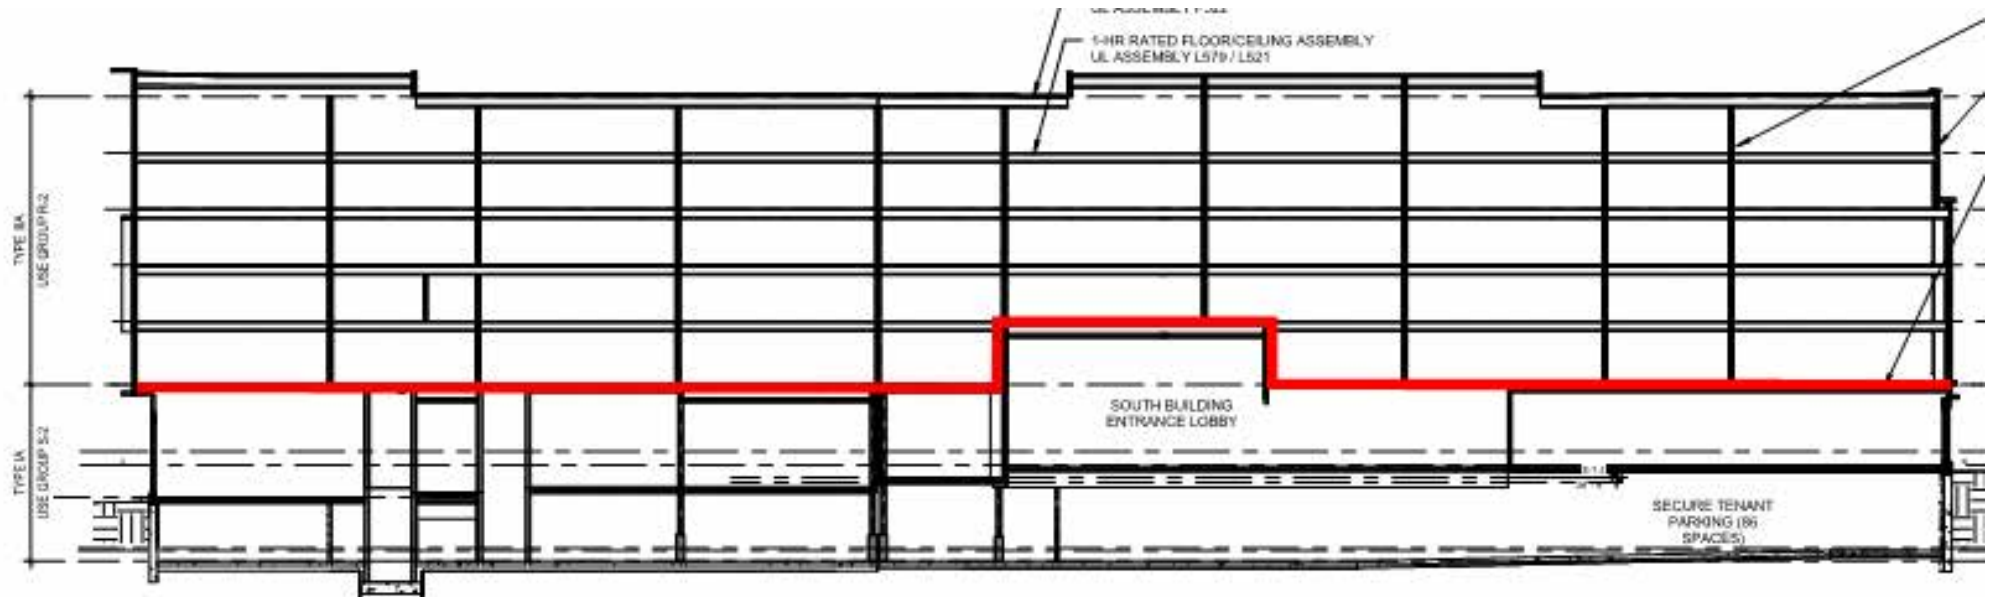 1-HR RATED FLOOR/CEILING ASSEMBLY
UL ASSEMBLY L579 / L521
TYPE IIIA
USE GROUP R-2
SOUTH BUILDING
ENTRANCE LOBBY
TYPE IA
USE GROUP S-2
SECURE TENANT
PARKING (86
SPACES)